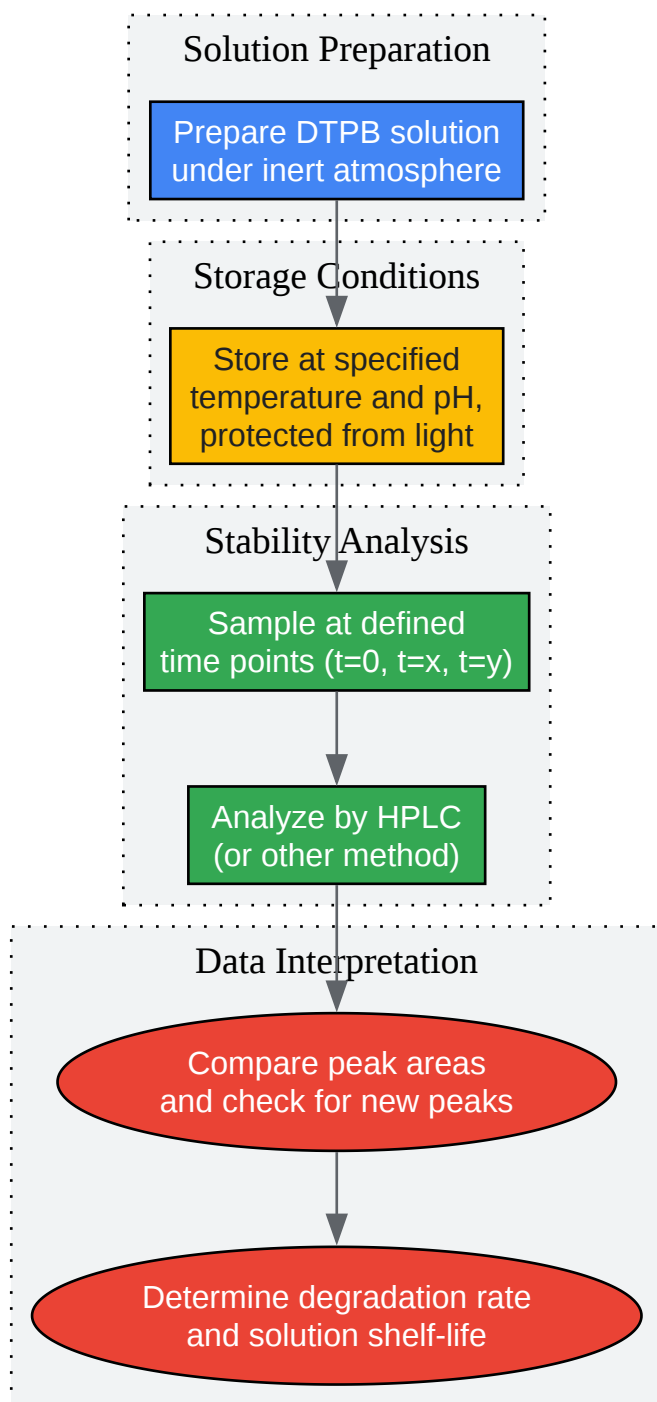 Solution Preparation
Prepare DTPB solution
under inert atmosphere
Storage Conditions
Store at specified
temperature and pH,
protected from light
Stability Analysis
Sample at defined
time points (t=0, t=x, t=y)
Analyze by HPLC
(or other method)
Data Interpretation
Compare peak areas
and check for new peaks
Determine degradation rate
and solution shelf-life